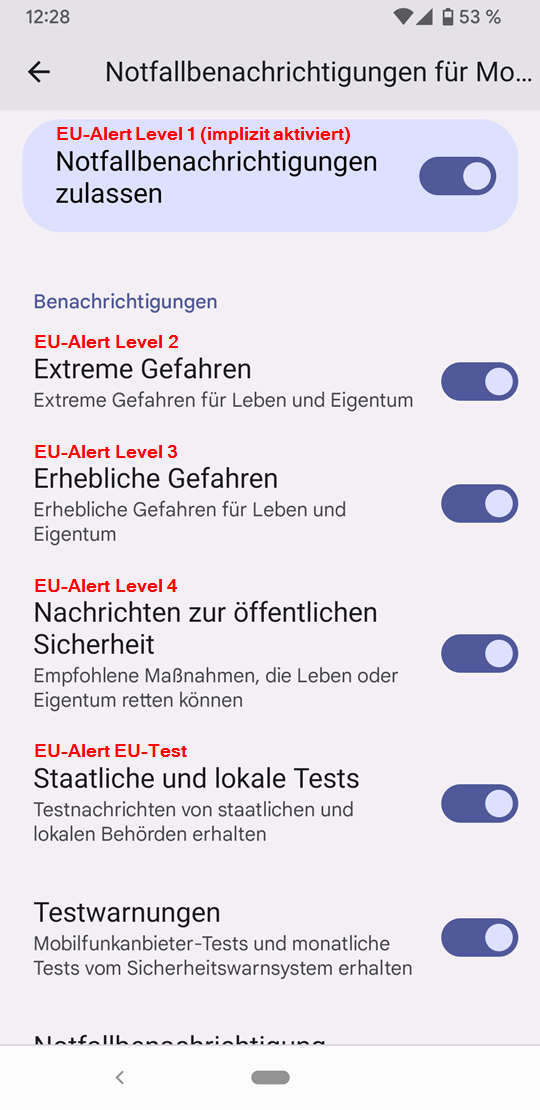 12:28
53 %
Notfallbenachrichtigungen für Mo…
EU-Alert Level 1 (implizit aktiviert)
Notfallbenachrichtigungen
zulassen
Benachrichtigungen
EU-Alert Level 2
Extreme Gefahren
Extreme Gefahren für Leben und Eigentum
EU-Alert Level 3
Erhebliche Gefahren
Erhebliche Gefahren für Leben und
Eigentum
EU-Alert Level 4
Nachrichten zur öffentlichen
Sicherheit
Empfohlene Maßnahmen, die Leben oder
Eigentum retten können
EU-Alert EU-Test
Staatliche und lokale Tests
Testnachrichten von staatlichen und
lokalen Behörden erhalten
Testwarnungen
Mobilfunkanbieter-Tests und monatliche
Tests vom Sicherheitswarnsystem erhalten
Notfallbenachrichtigung